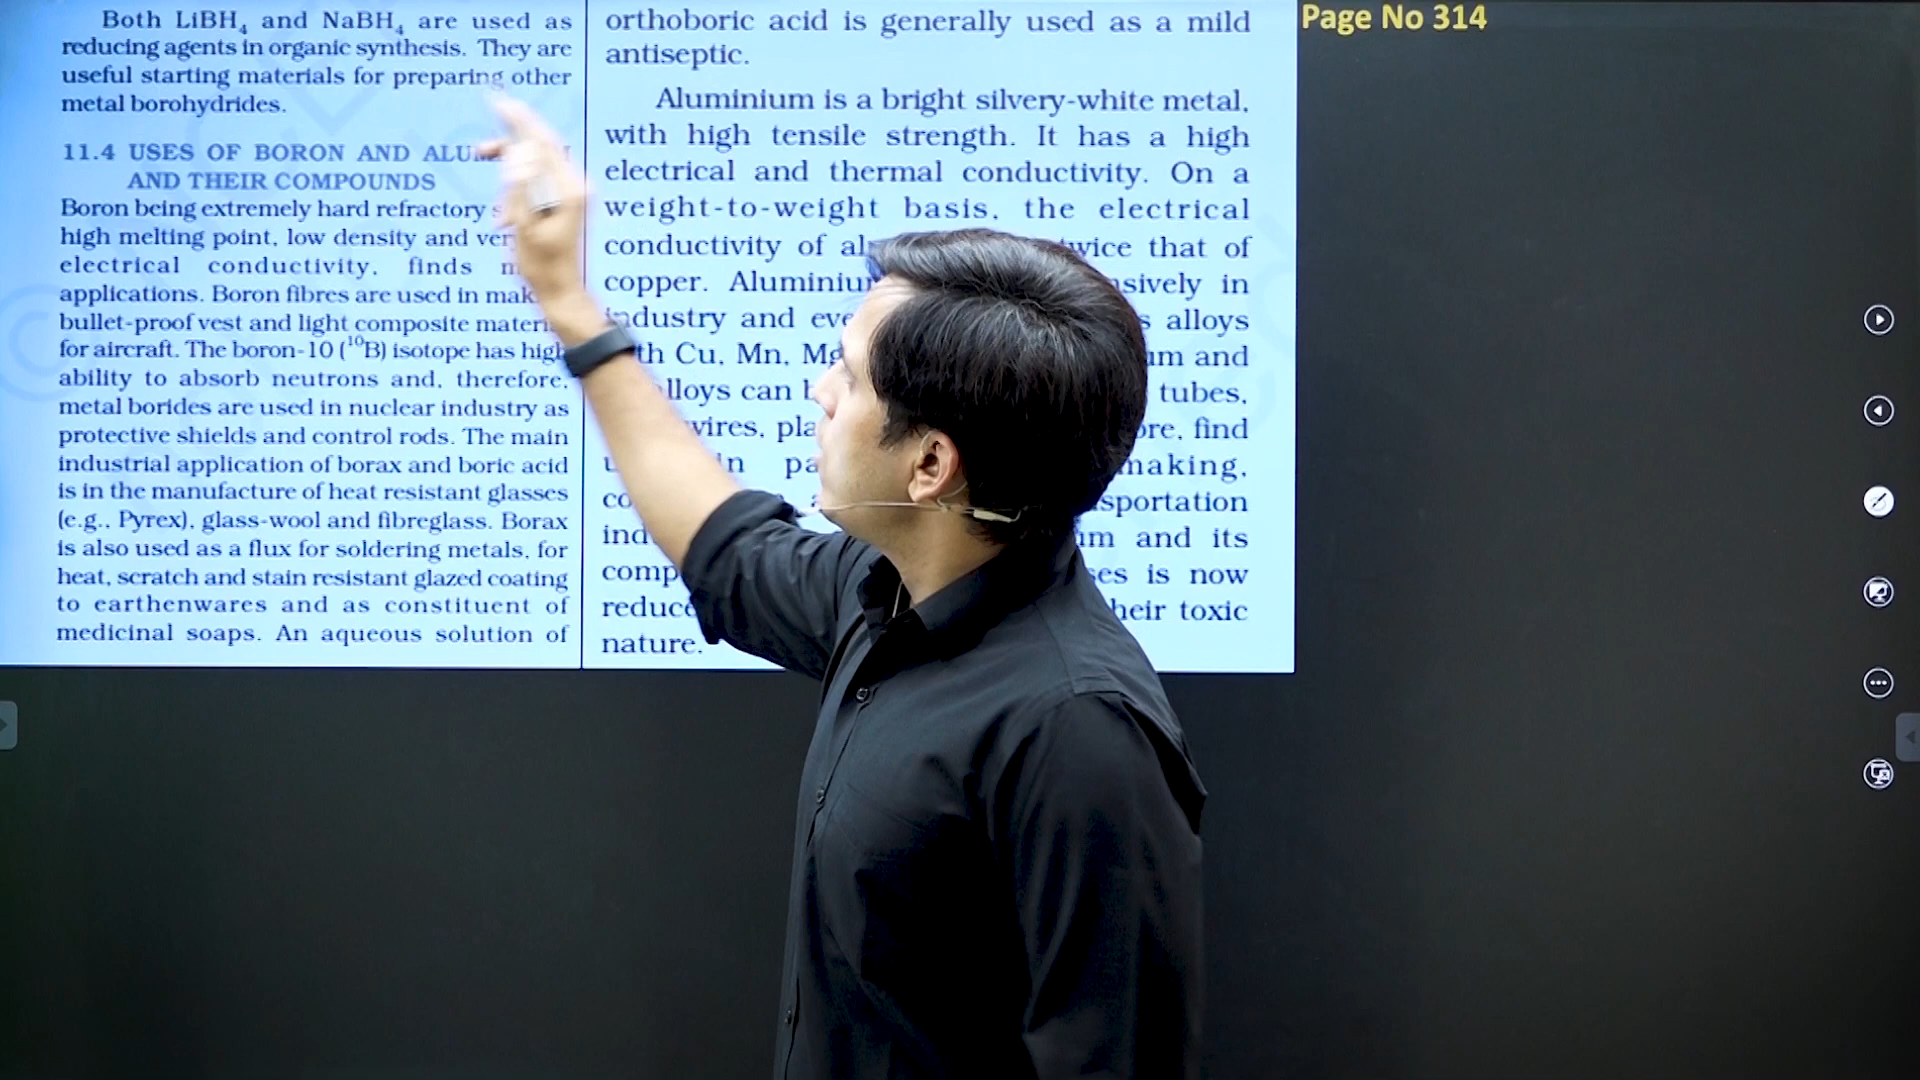 Both LiBH4 and NaBH4 are used as
reducing agents in organic synthesis. They are
useful starting materials for preparing other
metal borohydrides.
11.4 USES OF BORON AND
AND THEIR COMPOUNDS
Boron being extremely hard refractory
high melting point, low density and
electrical conductivity, finds
applications. Boron fibres are used in
bullet-proof vest and light composite
for aircraft. The boron-10 (¹⁰B) isotope has high
ability to absorb neutrons and, therefore,
metal borides are used in nuclear industry as
protective shields and control rods. The main
industrial application of borax and boric acid
is in the manufacture of heat resistant glasses
(e.g., Pyrex), glass-wool and fibreglass. Borax
is also used as a flux for soldering metals, for
heat, scratch and stain resistant glazed coating
to earthenwares and as constituent of
medicinal soaps. An aqueous solution of
orthoboric acid is generally used as a mild
antiseptic.
Aluminium is a bright silvery-white metal,
with high tensile strength. It has a high
electrical and thermal conductivity. On a
weight-to-weight basis, the electrical
conductivity of twice that of
copper. Aluminium in
industry and alloys
Cu, Mn, and
can tubes,
wires, find
making,
and its
is now
their toxic
nature.
Page No 314